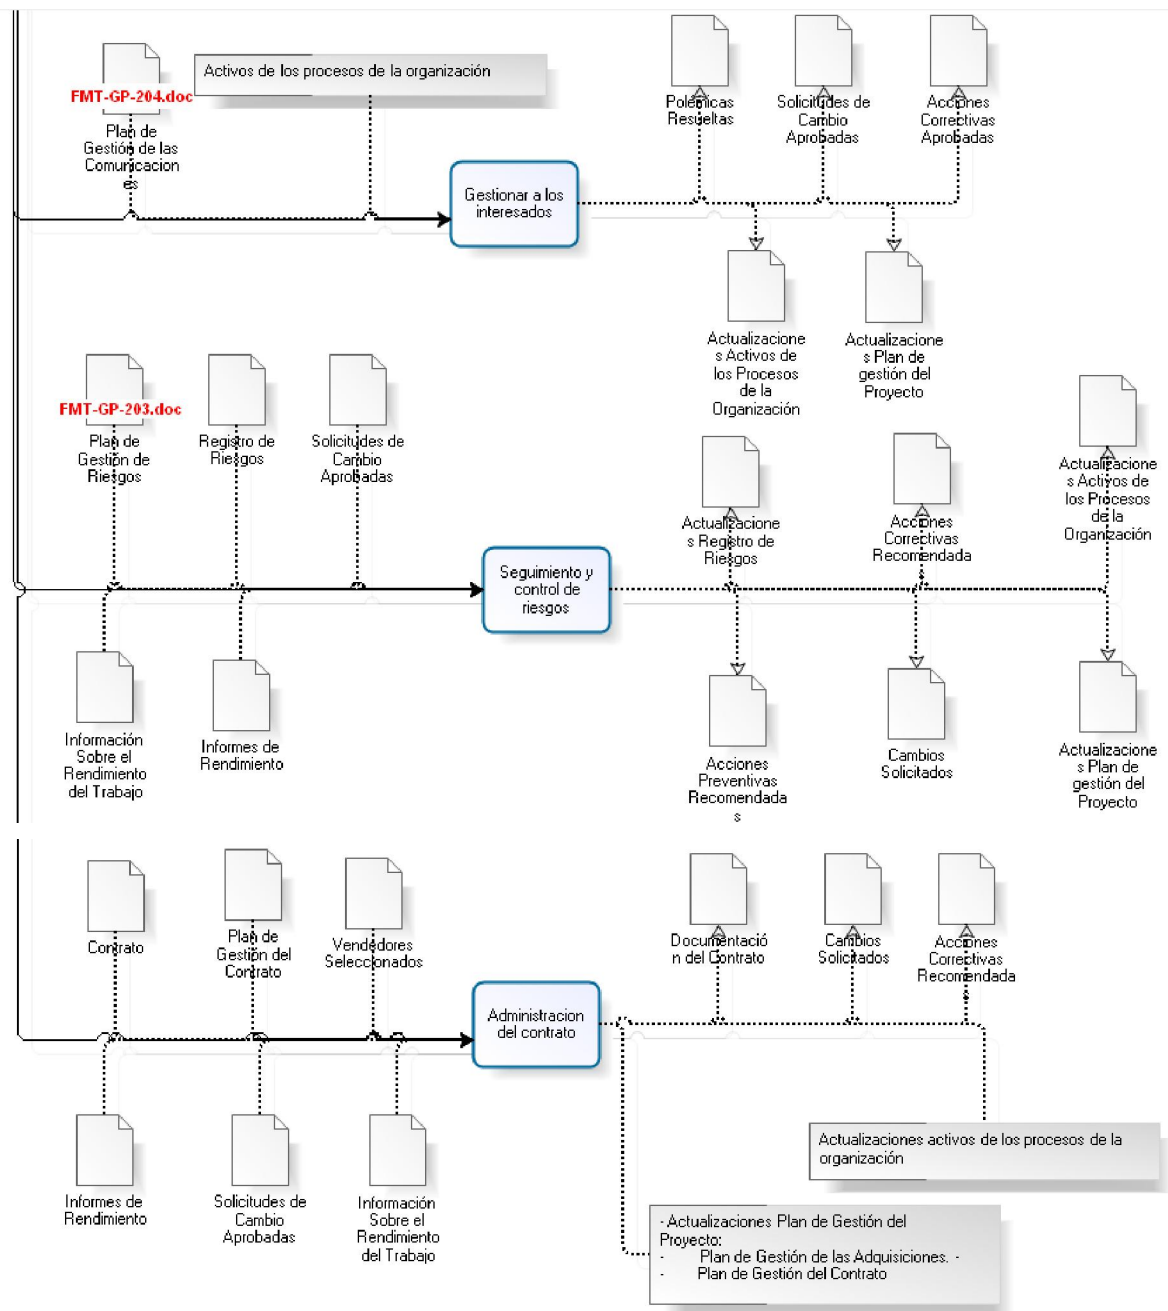 FMT-GP-204.doc
Plan de
Gestión de las
Comunicacion
es
Activos de los procesos de la organización
Polémicas
Resueltas
Solicitudes de
Cambio
Aprobadas
Acciones
Correctivas
Aprobadas
Gestionar a los
interesados
Actualizacione
s Activos de
los Procesos
de la
Organización
Actualizacione
s Plan de
gestión del
Proyecto
FMT-GP-203.doc
Plan de
Gestión de
Riesgos
Registro de
Riesgos
Solicitudes de
Cambio
Aprobadas
Actualizacione
s Registro de
Riesgos
Acciones
Correctivas
Recomendada
Actualizacione
s Activos de
los Procesos
de la
Organización
Seguimiento y
control de
riesgos
Información
Sobre el
Rendimiento
del Trabajo
Informes de
Rendimiento
Acciones
Preventivas
Recomendada
s
Cambios
Solicitados
Actualizacione
s Plan de
gestión del
Proyecto
Contrato
Plan de
Gestión del
Contrato
Vendedores
Seleccionados
Documentació
n del Contrato
Cambios
Solicitados
Acciones
Correctivas
Recomendada
s
Administracion
del contrato
Informes de
Rendimiento
Solicitudes de
Cambio
Aprobadas
Información
Sobre el
Rendimiento
del Trabajo
Actualizaciones activos de los procesos de la
organización
- Actualizaciones Plan de Gestión del
Proyecto:
- Plan de Gestión de las Adquisiciones. -
- Plan de Gestión del Contrato